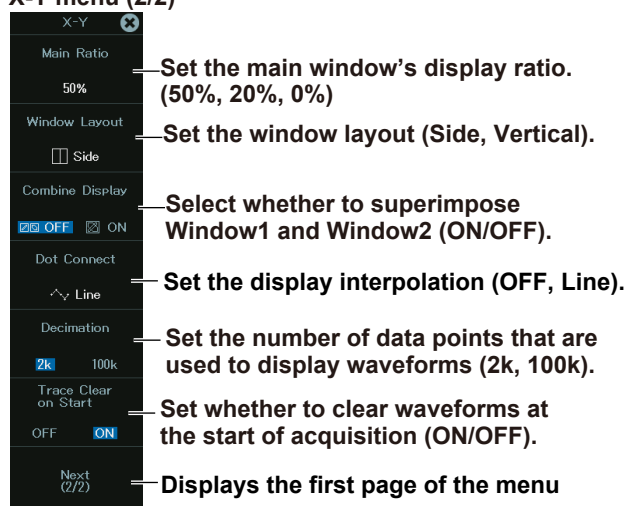 X-Y menu (2/2)
X-Y
Main Ratio
50%
Set the main window's display ratio.
(50%, 20%, 0%)
Window Layout
Side
Set the window layout (Side, Vertical).
Combine Display
OFF ON
Select whether to superimpose
Window1 and Window2 (ON/OFF).
Dot Connect
Line
Set the display interpolation (OFF, Line).
Decimation
2k 100k
Set the number of data points that are
used to display waveforms (2k, 100k).
Trace Clear
on Start
OFF ON
Set whether to clear waveforms at
the start of acquisition (ON/OFF).
Next
(2/2)
Displays the first page of the menu